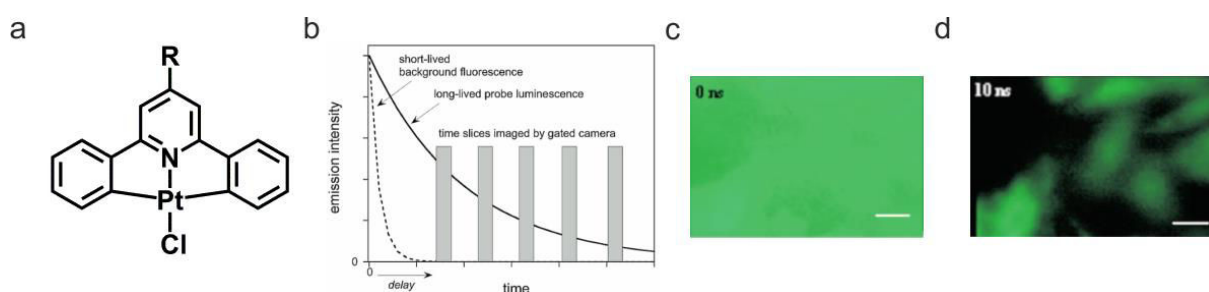 a
R
N
Pt
Cl
b
short-lived
background fluorescence
long-lived probe luminescence
time slices imaged by gated camera
emission intensity
0
0
delay
time
c
0 ns
d
10 ns